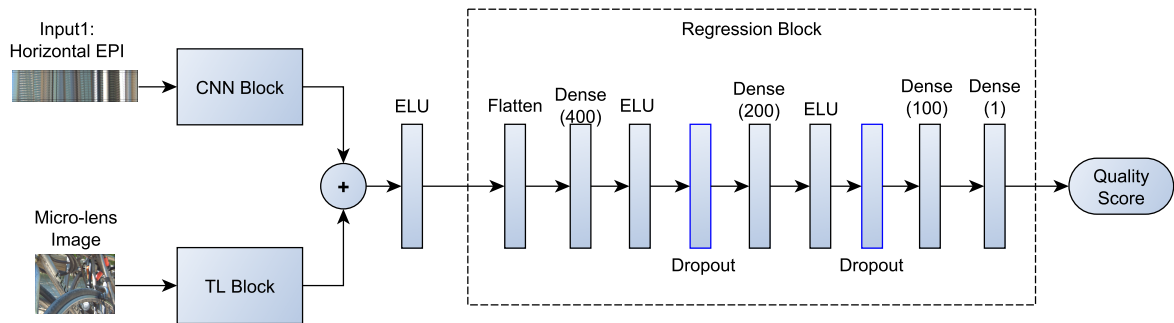 Input1:
Horizontal EPI
CNN Block
Micro-lens
Image
TL Block
+
ELU
Regression Block
Flatten
Dense
(400)
ELU
Dropout
Dense
(200)
ELU
Dropout
Dense
(100)
Dense
(1)
Quality
Score